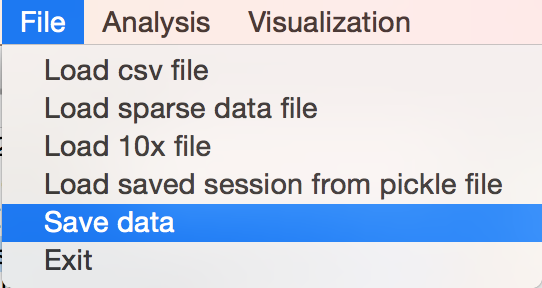 File Analysis Visualization
Load csv file
Load sparse data file
Load 10x file
Load saved session from pickle file
Save data
Exit